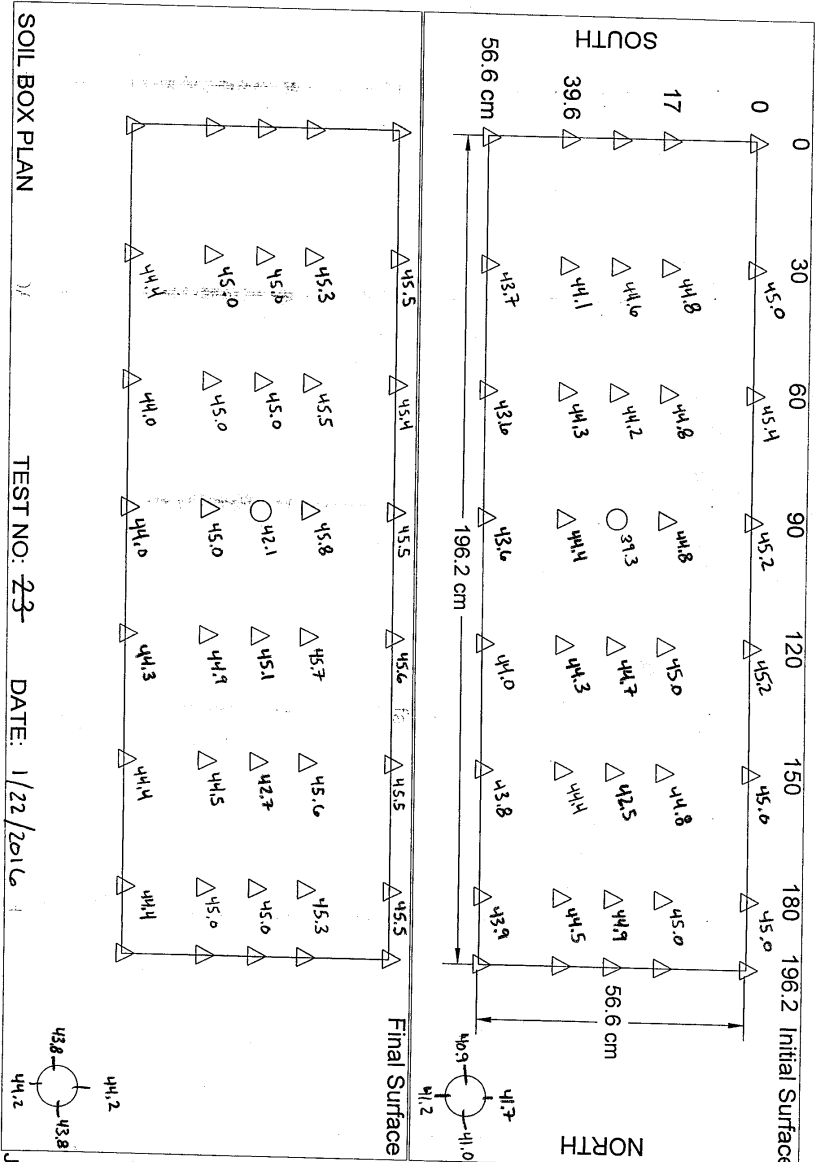 0 30 60 90 120 150 180 196.2 Initial Surface
SOUTH
NORTH
0 45.0 45.4 45.2 45.2 45.0 45.0
17 44.8 44.8 44.8 45.0 44.8 45.0
44.6 44.2 39.3 44.7 42.5 44.9
39.6 44.1 44.3 44.4 44.3 44.4 44.5
56.6 cm 43.7 43.6 43.6 44.0 43.8 43.9
196.2 cm
56.6 cm
41.7
40.9 41.0
41.2
Final Surface
45.5 45.4 45.5 45.6 45.5 45.5
45.3 45.5 45.8 45.7 45.6 45.3
45.0 42.1 45.1 42.7 45.0
45.0 45.0 45.0 44.9 44.5 45.0
44.4 44.0 44.0 44.3 44.4 44.4
44.2
43.8 43.8
44.2
SOIL BOX PLAN TEST NO: 23 DATE: 1/22/2016